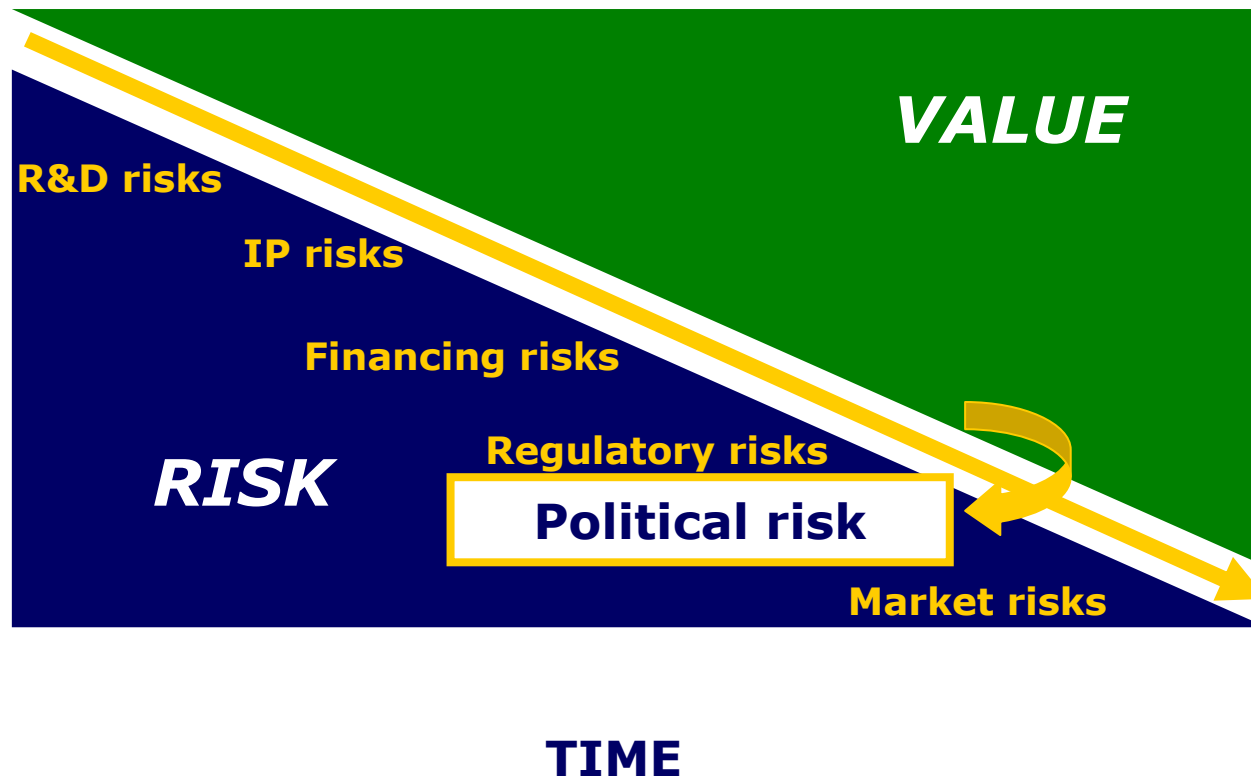 VALUE
R&D risks
IP risks
Financing risks
Regulatory risks
RISK
Political risk
Market risks
TIME